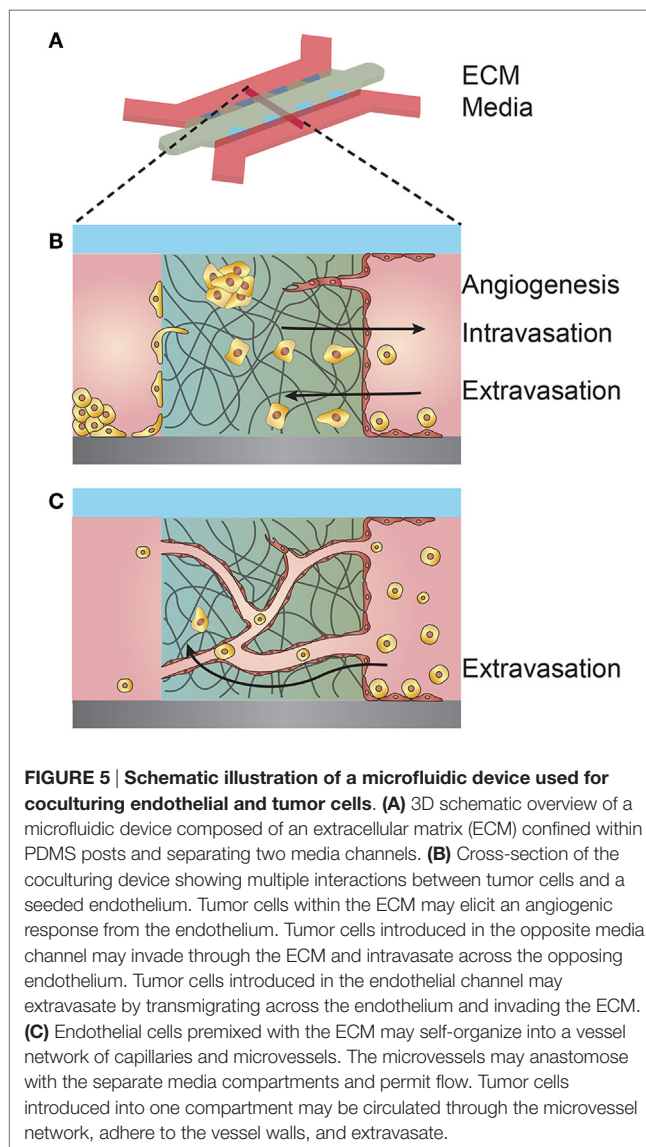 A
ECM
Media
B
Angiogenesis
Intravasation
Extravasation
C
Extravasation
FIGURE 5 | Schematic illustration of a microfluidic device used for
coculturing endothelial and tumor cells. (A) 3D schematic overview of a
microfluidic device composed of an extracellular matrix (ECM) confined within
PDMS posts and separating two media channels. (B) Cross-section of the
coculturing device showing multiple interactions between tumor cells and a
seeded endothelium. Tumor cells within the ECM may elicit an angiogenic
response from the endothelium. Tumor cells introduced in the opposite media
channel may invade through the ECM and intravasate across the opposing
endothelium. Tumor cells introduced in the endothelial channel may
extravasate by transmigrating across the endothelium and invading the ECM.
(C) Endothelial cells premixed with the ECM may self-organize into a vessel
network of capillaries and microvessels. The microvessels may anastomose
with the separate media compartments and permit flow. Tumor cells
introduced into one compartment may be circulated through the microvessel
network, adhere to the vessel walls, and extravasate.